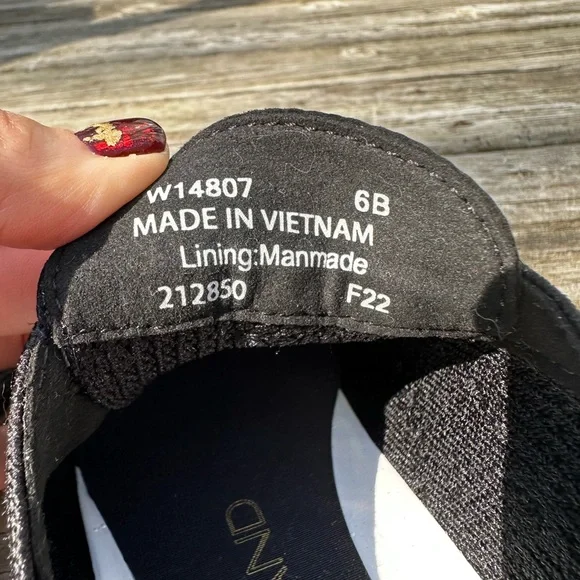 W14807 6B
MADE IN VIETNAM
Lining:Manmade
212850 F22